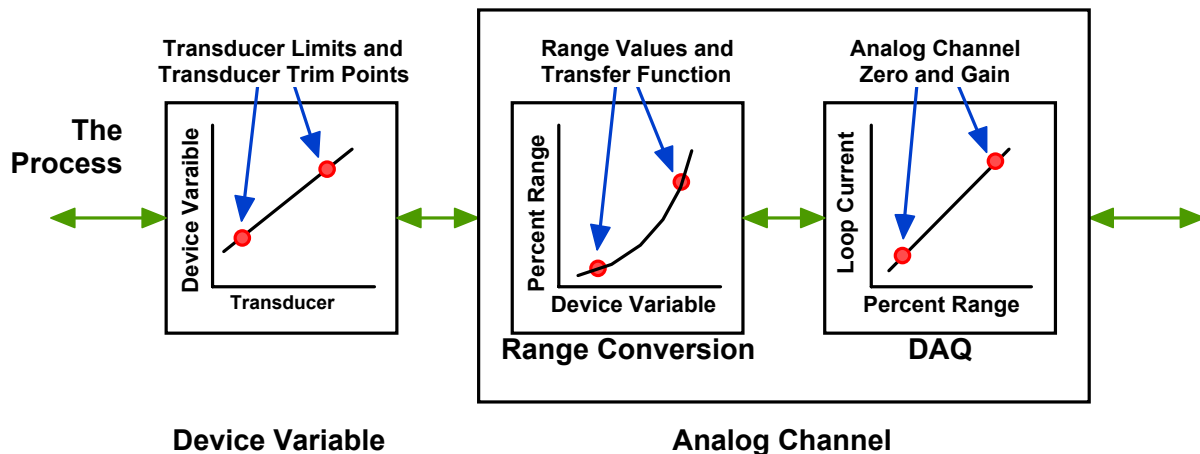 Transducer Limits and
Transducer Trim Points
Range Values and
Transfer Function
Analog Channel
Zero and Gain
The
Process
Device Varaible
Transducer
Percent Range
Device Variable
Loop Current
Percent Range
Range Conversion
DAQ
Device Variable
Analog Channel